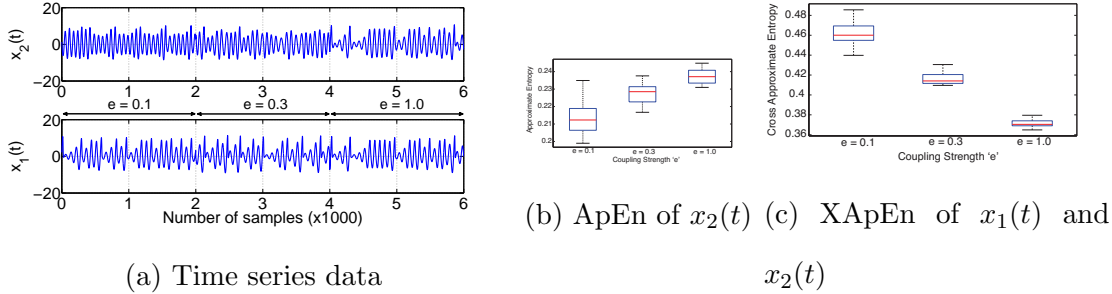 20
0
−20
x2(t)
0 1 2 3 4 5 6
e = 0.1 e = 0.3 e = 1.0
20
0
−20
x1(t)
0 1 2 3 4 5 6
Number of samples (x1000)
(a) Time series data
0.24
0.23
0.22
0.21
0.2
Approximate Entropy
e = 0.1 e = 0.3 e = 1.0
Coupling Strength 'e'
(b) ApEn of x2(t)
0.48
0.46
0.44
0.42
0.4
0.38
0.36
Cross Approximate Entropy
e = 0.1 e = 0.3 e = 1.0
Coupling Strength 'e'
(c) XApEn of x1(t) and
x2(t)